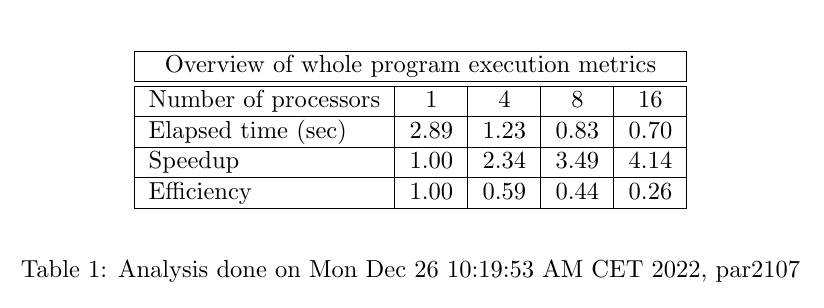 Overview of whole program execution metrics
Number of processors 1 4 8 16
Elapsed time (sec) 2.89 1.23 0.83 0.70
Speedup 1.00 2.34 3.49 4.14
Efficiency 1.00 0.59 0.44 0.26
Table 1: Analysis done on Mon Dec 26 10:19:53 AM CET 2022, par2107